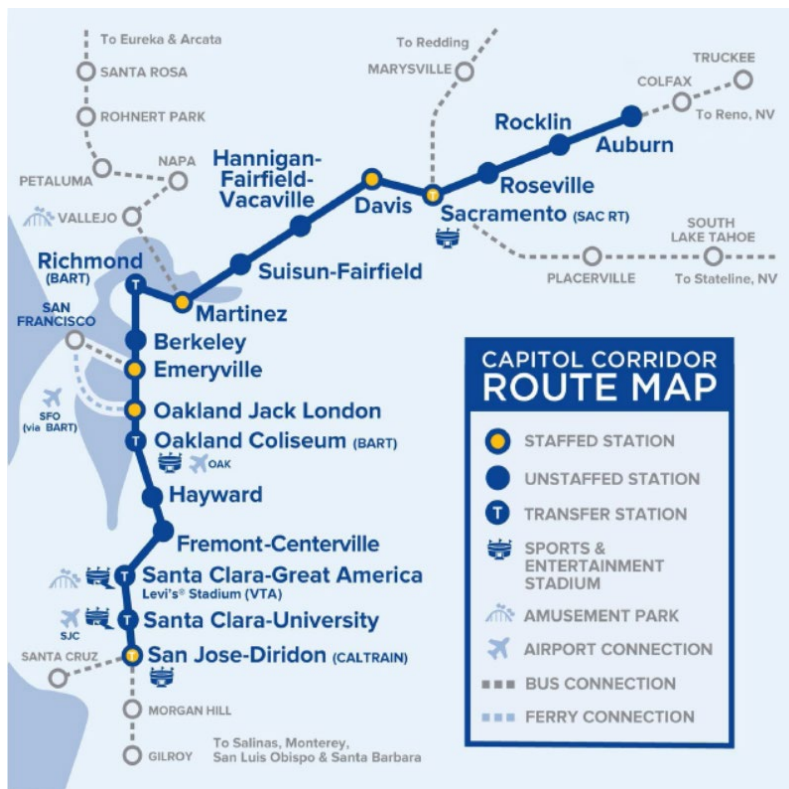 To Eureka & Arcata
SANTA ROSA
ROHNERT PARK
NAPA
PETALUMA
VALLEJO
To Redding
MARYSVILLE
TRUCKEE
COLFAX
To Reno, NV
Rocklin
Auburn
Hannigan-
Fairfield-
Vacaville
Roseville
Davis
T
Sacramento (SAC RT)
SOUTH
LAKE TAHOE
PLACERVILLE
To Stateline, NV
Suisun-Fairfield
Richmond
(BART)
T
Martinez
SAN
FRANCISCO
Berkeley
Emeryville
SFO
(via BART)
Oakland Jack London
T
Oakland Coliseum (BART)
OAK
Hayward
Fremont-Centerville
T
Santa Clara-Great America
Levi's® Stadium (VTA)
T
Santa Clara-University
SJC
SANTA CRUZ
T
San Jose-Diridon (CALTRAIN)
MORGAN HILL
GILROY
To Salinas, Monterey,
San Luis Obispo & Santa Barbara
CAPITOL CORRIDOR
ROUTE MAP
STAFFED STATION
UNSTAFFED STATION
T TRANSFER STATION
SPORTS &
ENTERTAINMENT
STADIUM
AMUSEMENT PARK
AIRPORT CONNECTION
BUS CONNECTION
FERRY CONNECTION